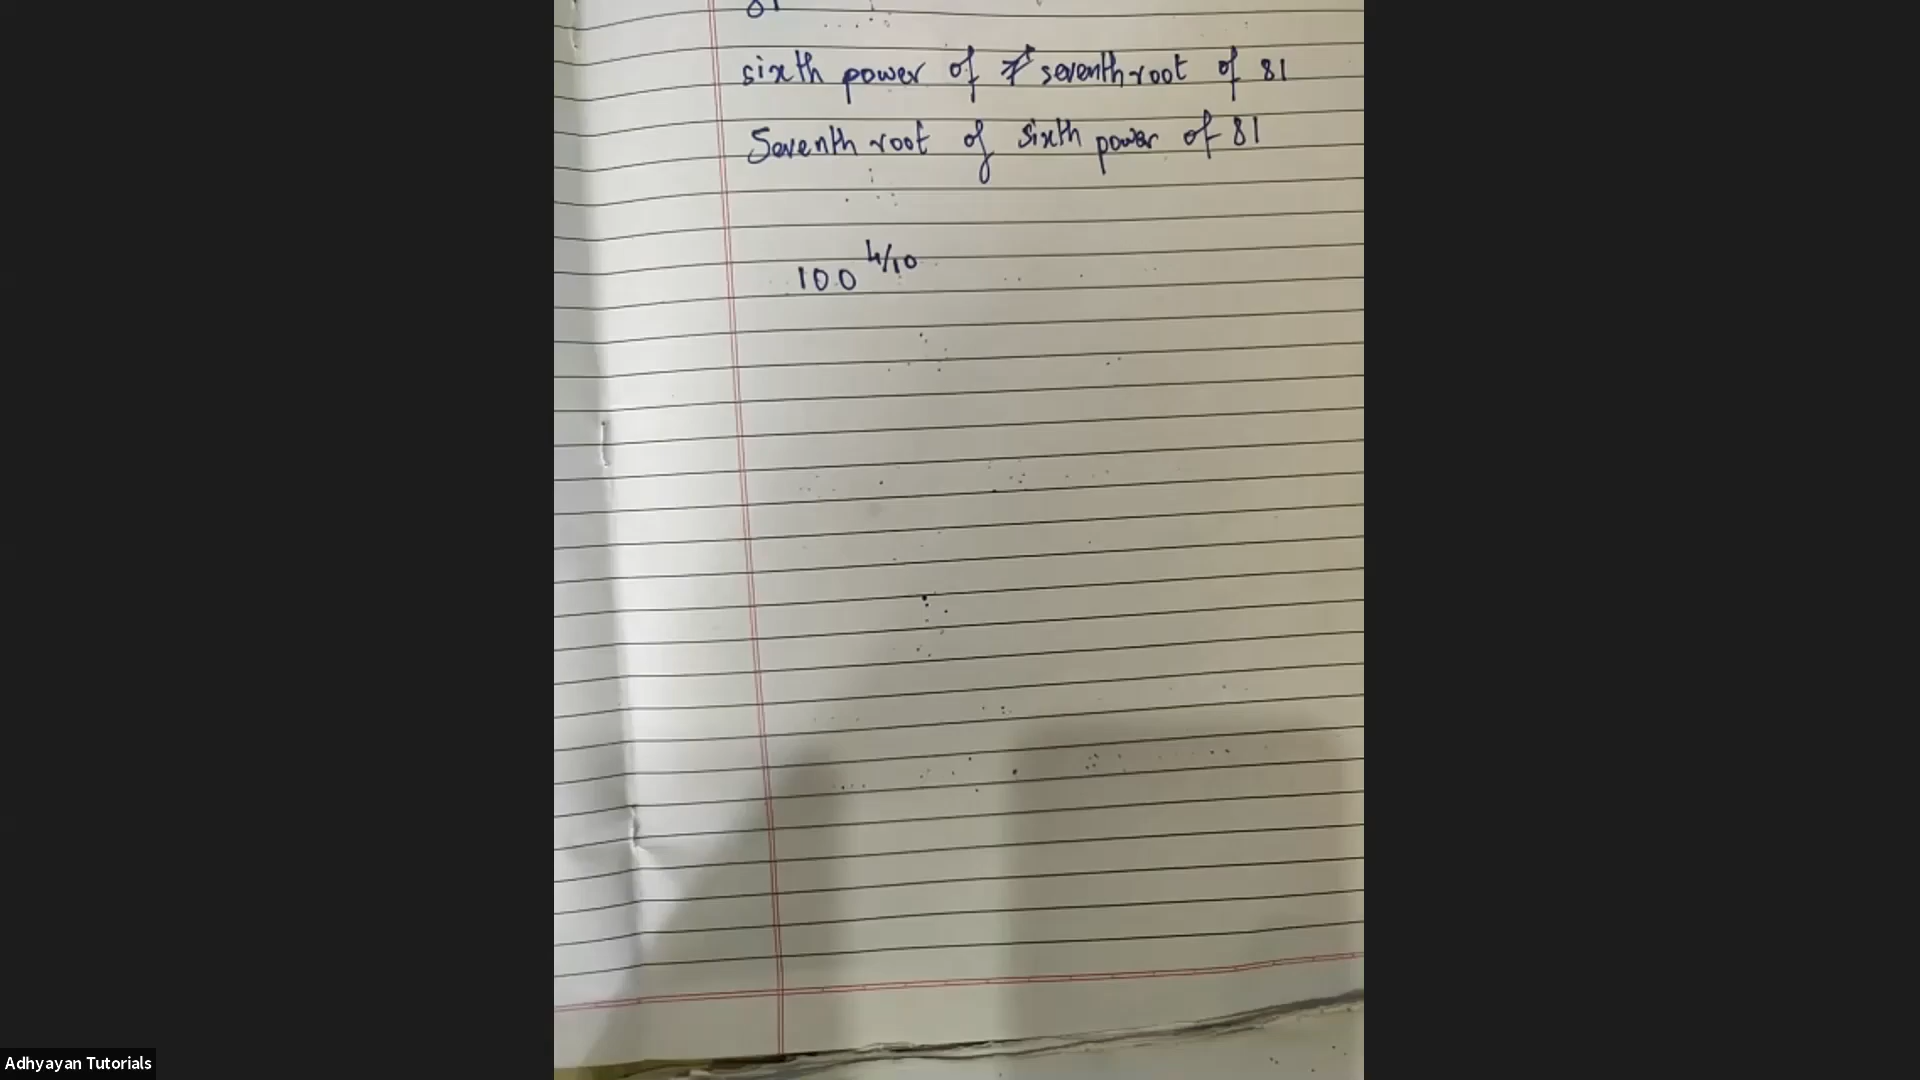 sixth power of seventh root of 81
Seventh root of sixth power of 81
100^4/10
Adhyayan Tutorials